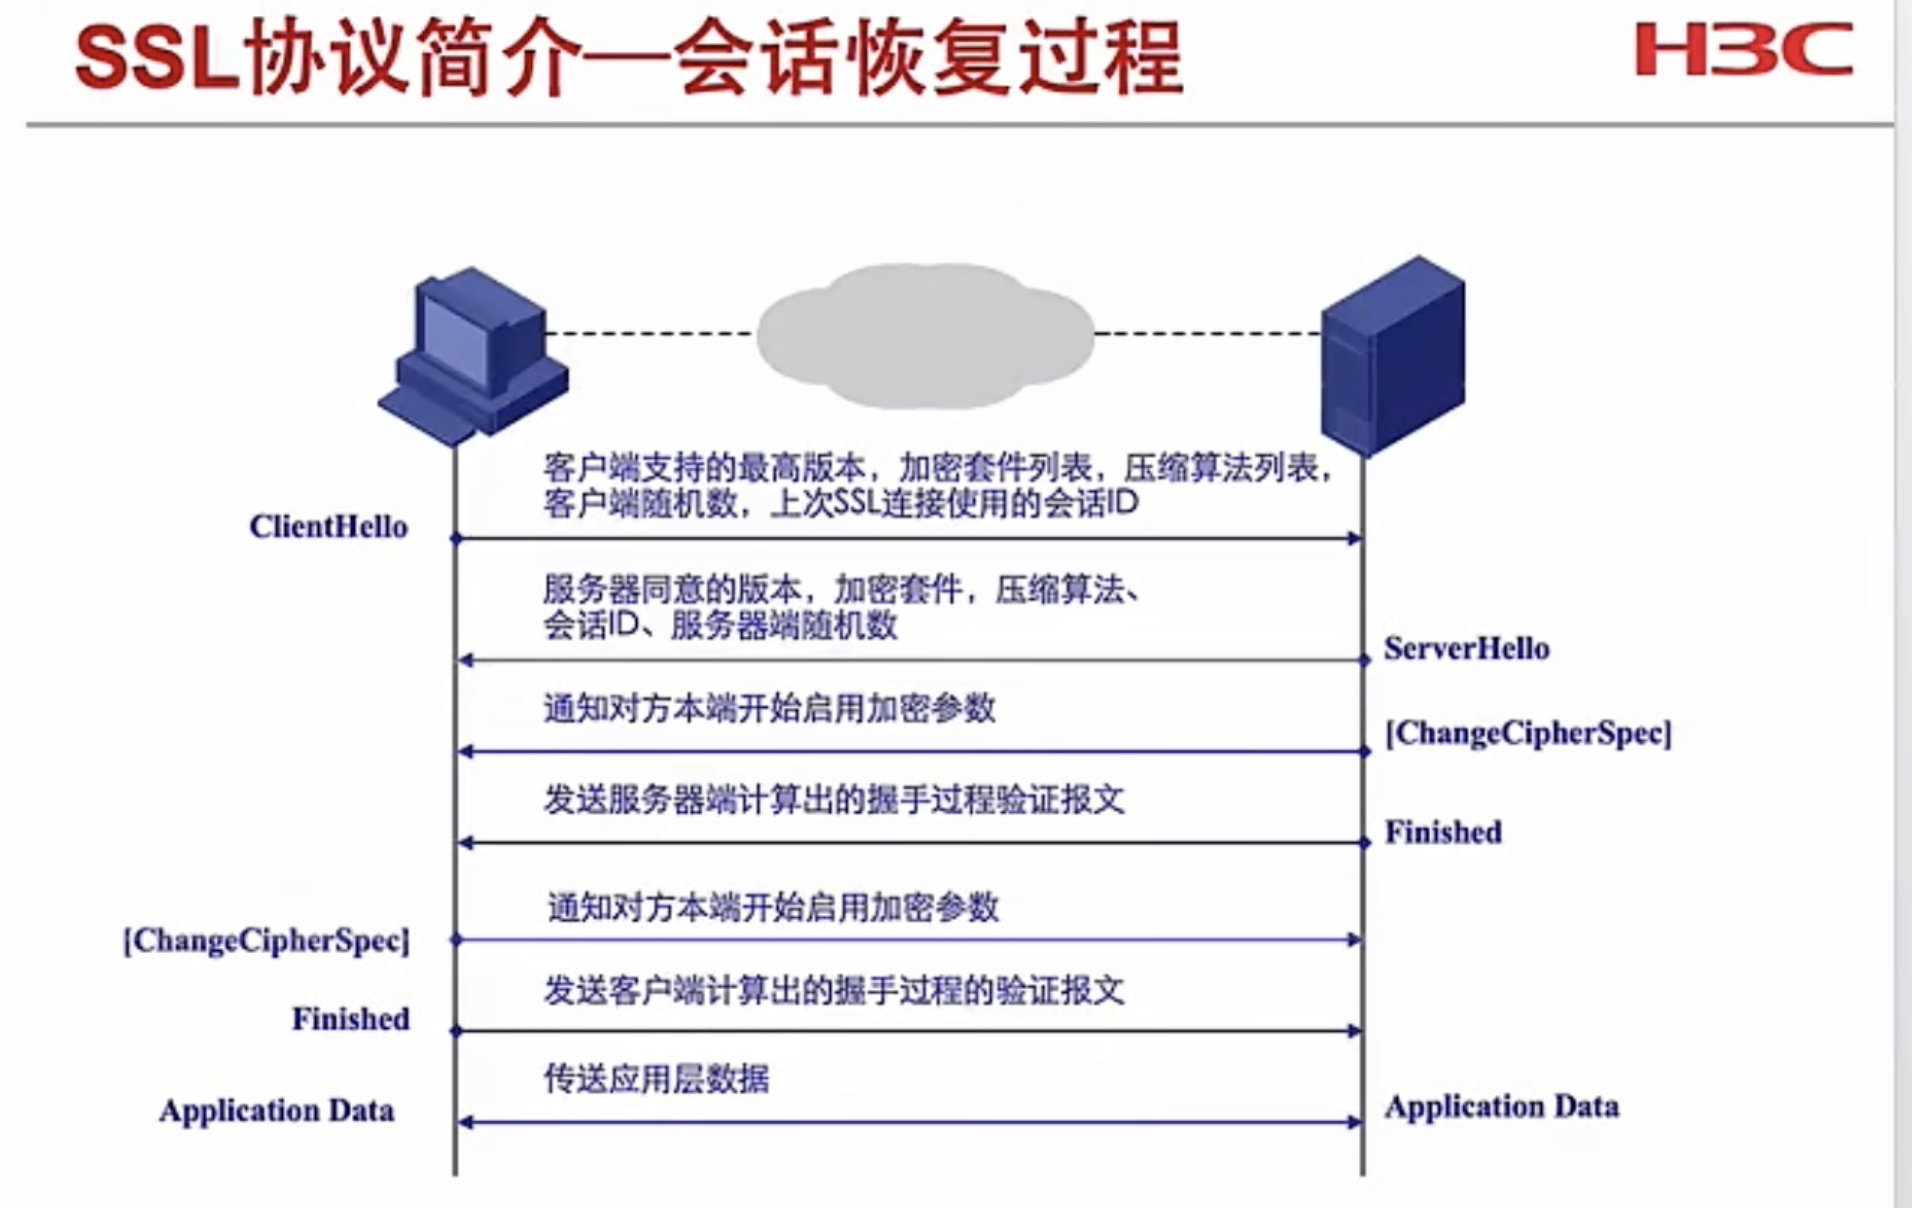 SSL协议简介—会话恢复过程
H3C
客户端支持的最高版本，加密套件列表，压缩算法列表，
客户端随机数，上次SSL连接使用的会话ID
ClientHello
服务器同意的版本，加密套件，压缩算法、
会话ID、服务器端随机数
ServerHello
通知对方本端开始启用加密参数
[ChangeCipherSpec]
发送服务器端计算出的握手过程验证报文
Finished
通知对方本端开始启用加密参数
[ChangeCipherSpec]
发送客户端计算出的握手过程的验证报文
Finished
传送应用层数据
Application Data
Application Data